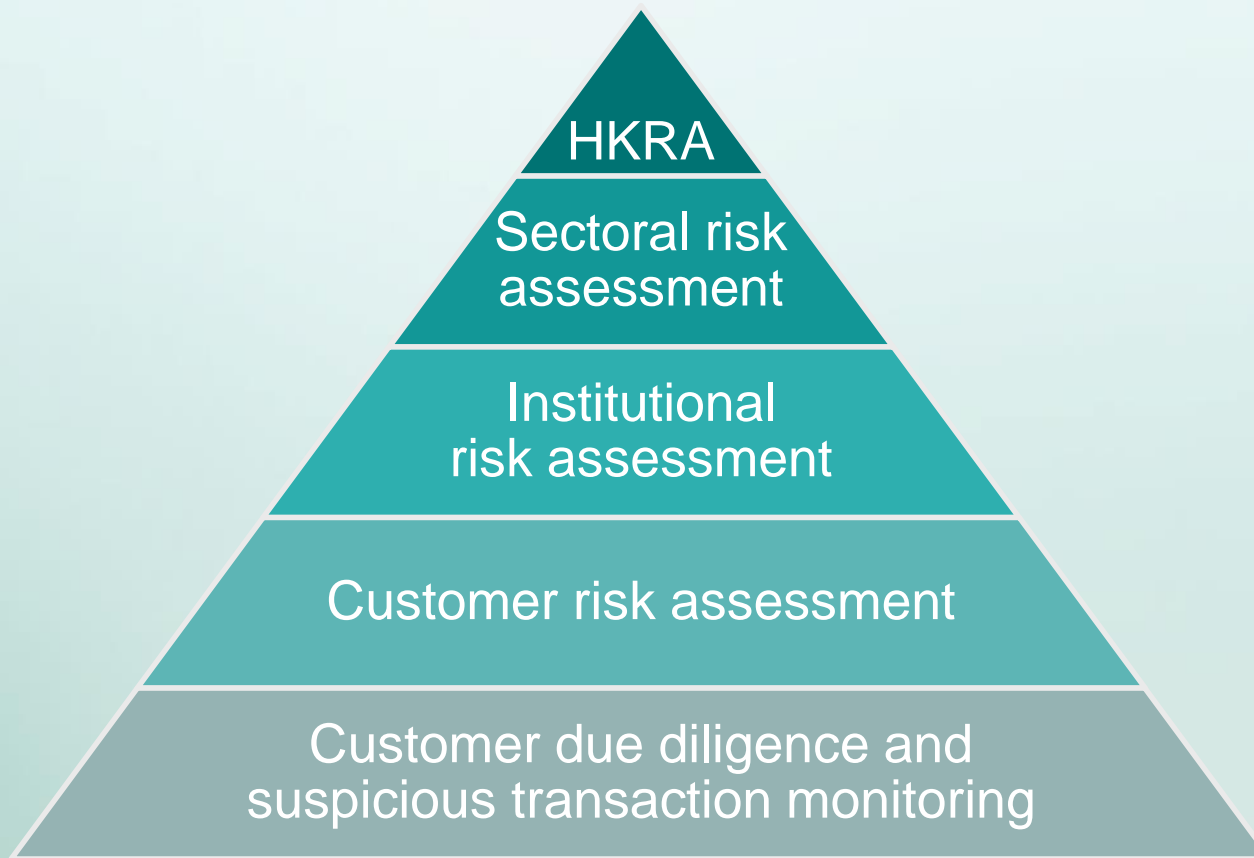 HKRA
Sectoral risk
assessment
Institutional
risk assessment
Customer risk assessment
Customer due diligence and
suspicious transaction monitoring